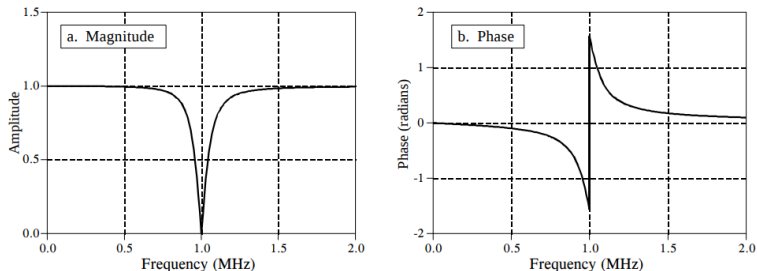 a. Magnitude
Amplitude
1.5
1.0
0.5
0.0
0.0 0.5 1.0 1.5 2.0
Frequency (MHz)
b. Phase
Phase (radians)
2
1
0
-1
-2
0.0 0.5 1.0 1.5 2.0
Frequency (MHz)